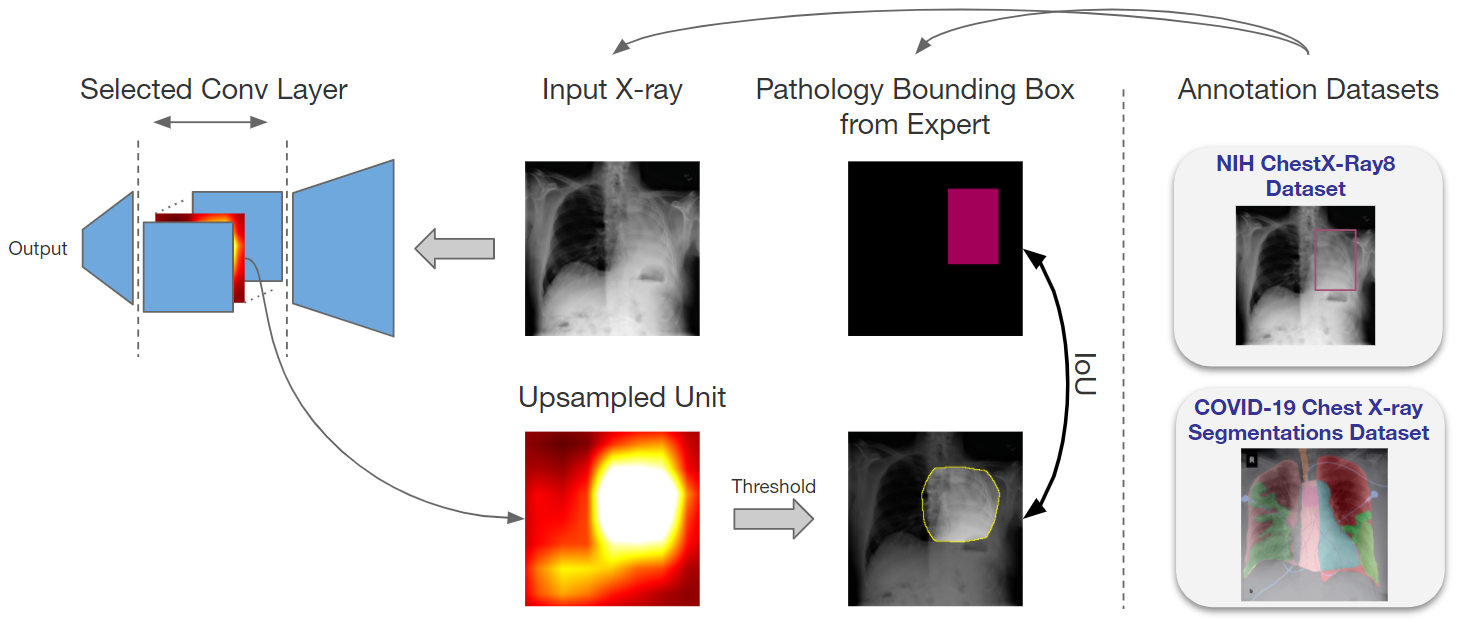 Selected Conv Layer
Input X-ray
Pathology Bounding Box
from Expert
Annotation Datasets
Output
NIH ChestX-Ray8
Dataset
IoU
Upsampled Unit
Threshold
COVID-19 Chest X-ray
Segmentations Dataset
R